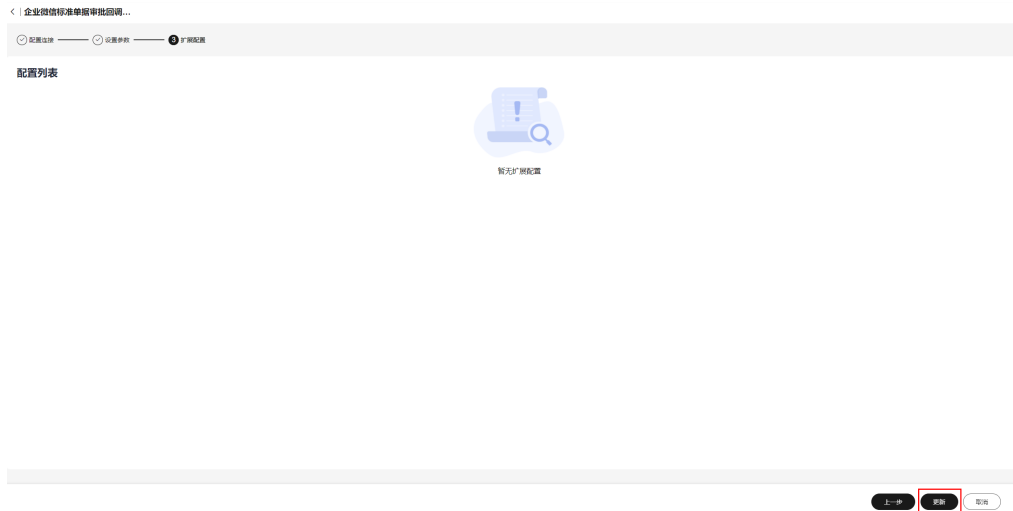 企业微信标准单据审批回调...
配置连接 设置参数 3 扩展配置
配置列表
暂无扩展配置
上一步 更新 取消